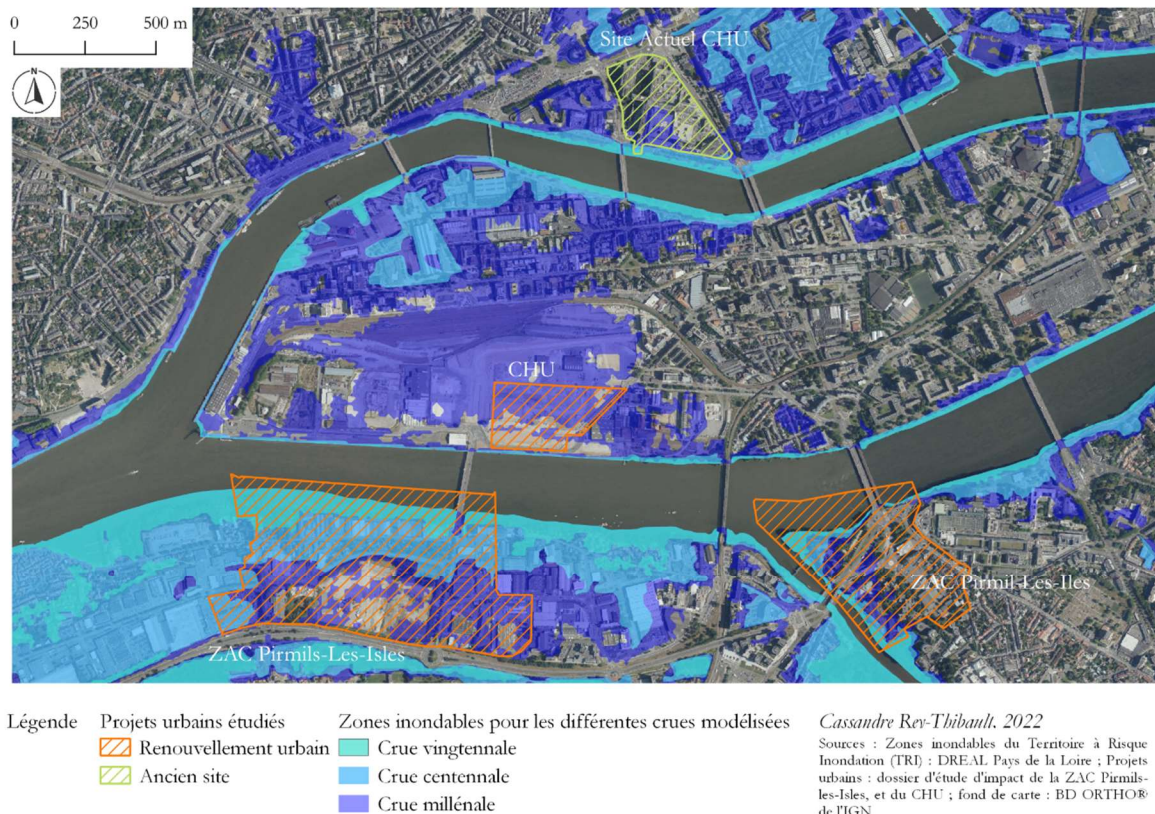 0 250 500 m
N
Site Actuel CHU
CHU
ZAC Pirmil-Les-Iles
ZAC Pirmils-Les-Isles
Légende
Projets urbains étudiés
Renouvellement urbain
Ancien site
Zones inondables pour les différentes crues modélisées
Crue vingtennale
Crue centennale
Crue millénale
Cassandre Rey-Thibault, 2022
Sources : Zones inondables du Territoire à Risque
Inondation (TRI) : DREAL Pays de la Loire ; Projets
urbains : dossier d'étude d'impact de la ZAC Pirmils-
les-Isles, et du CHU ; fond de carte : BD ORTHO®
de l'IGN